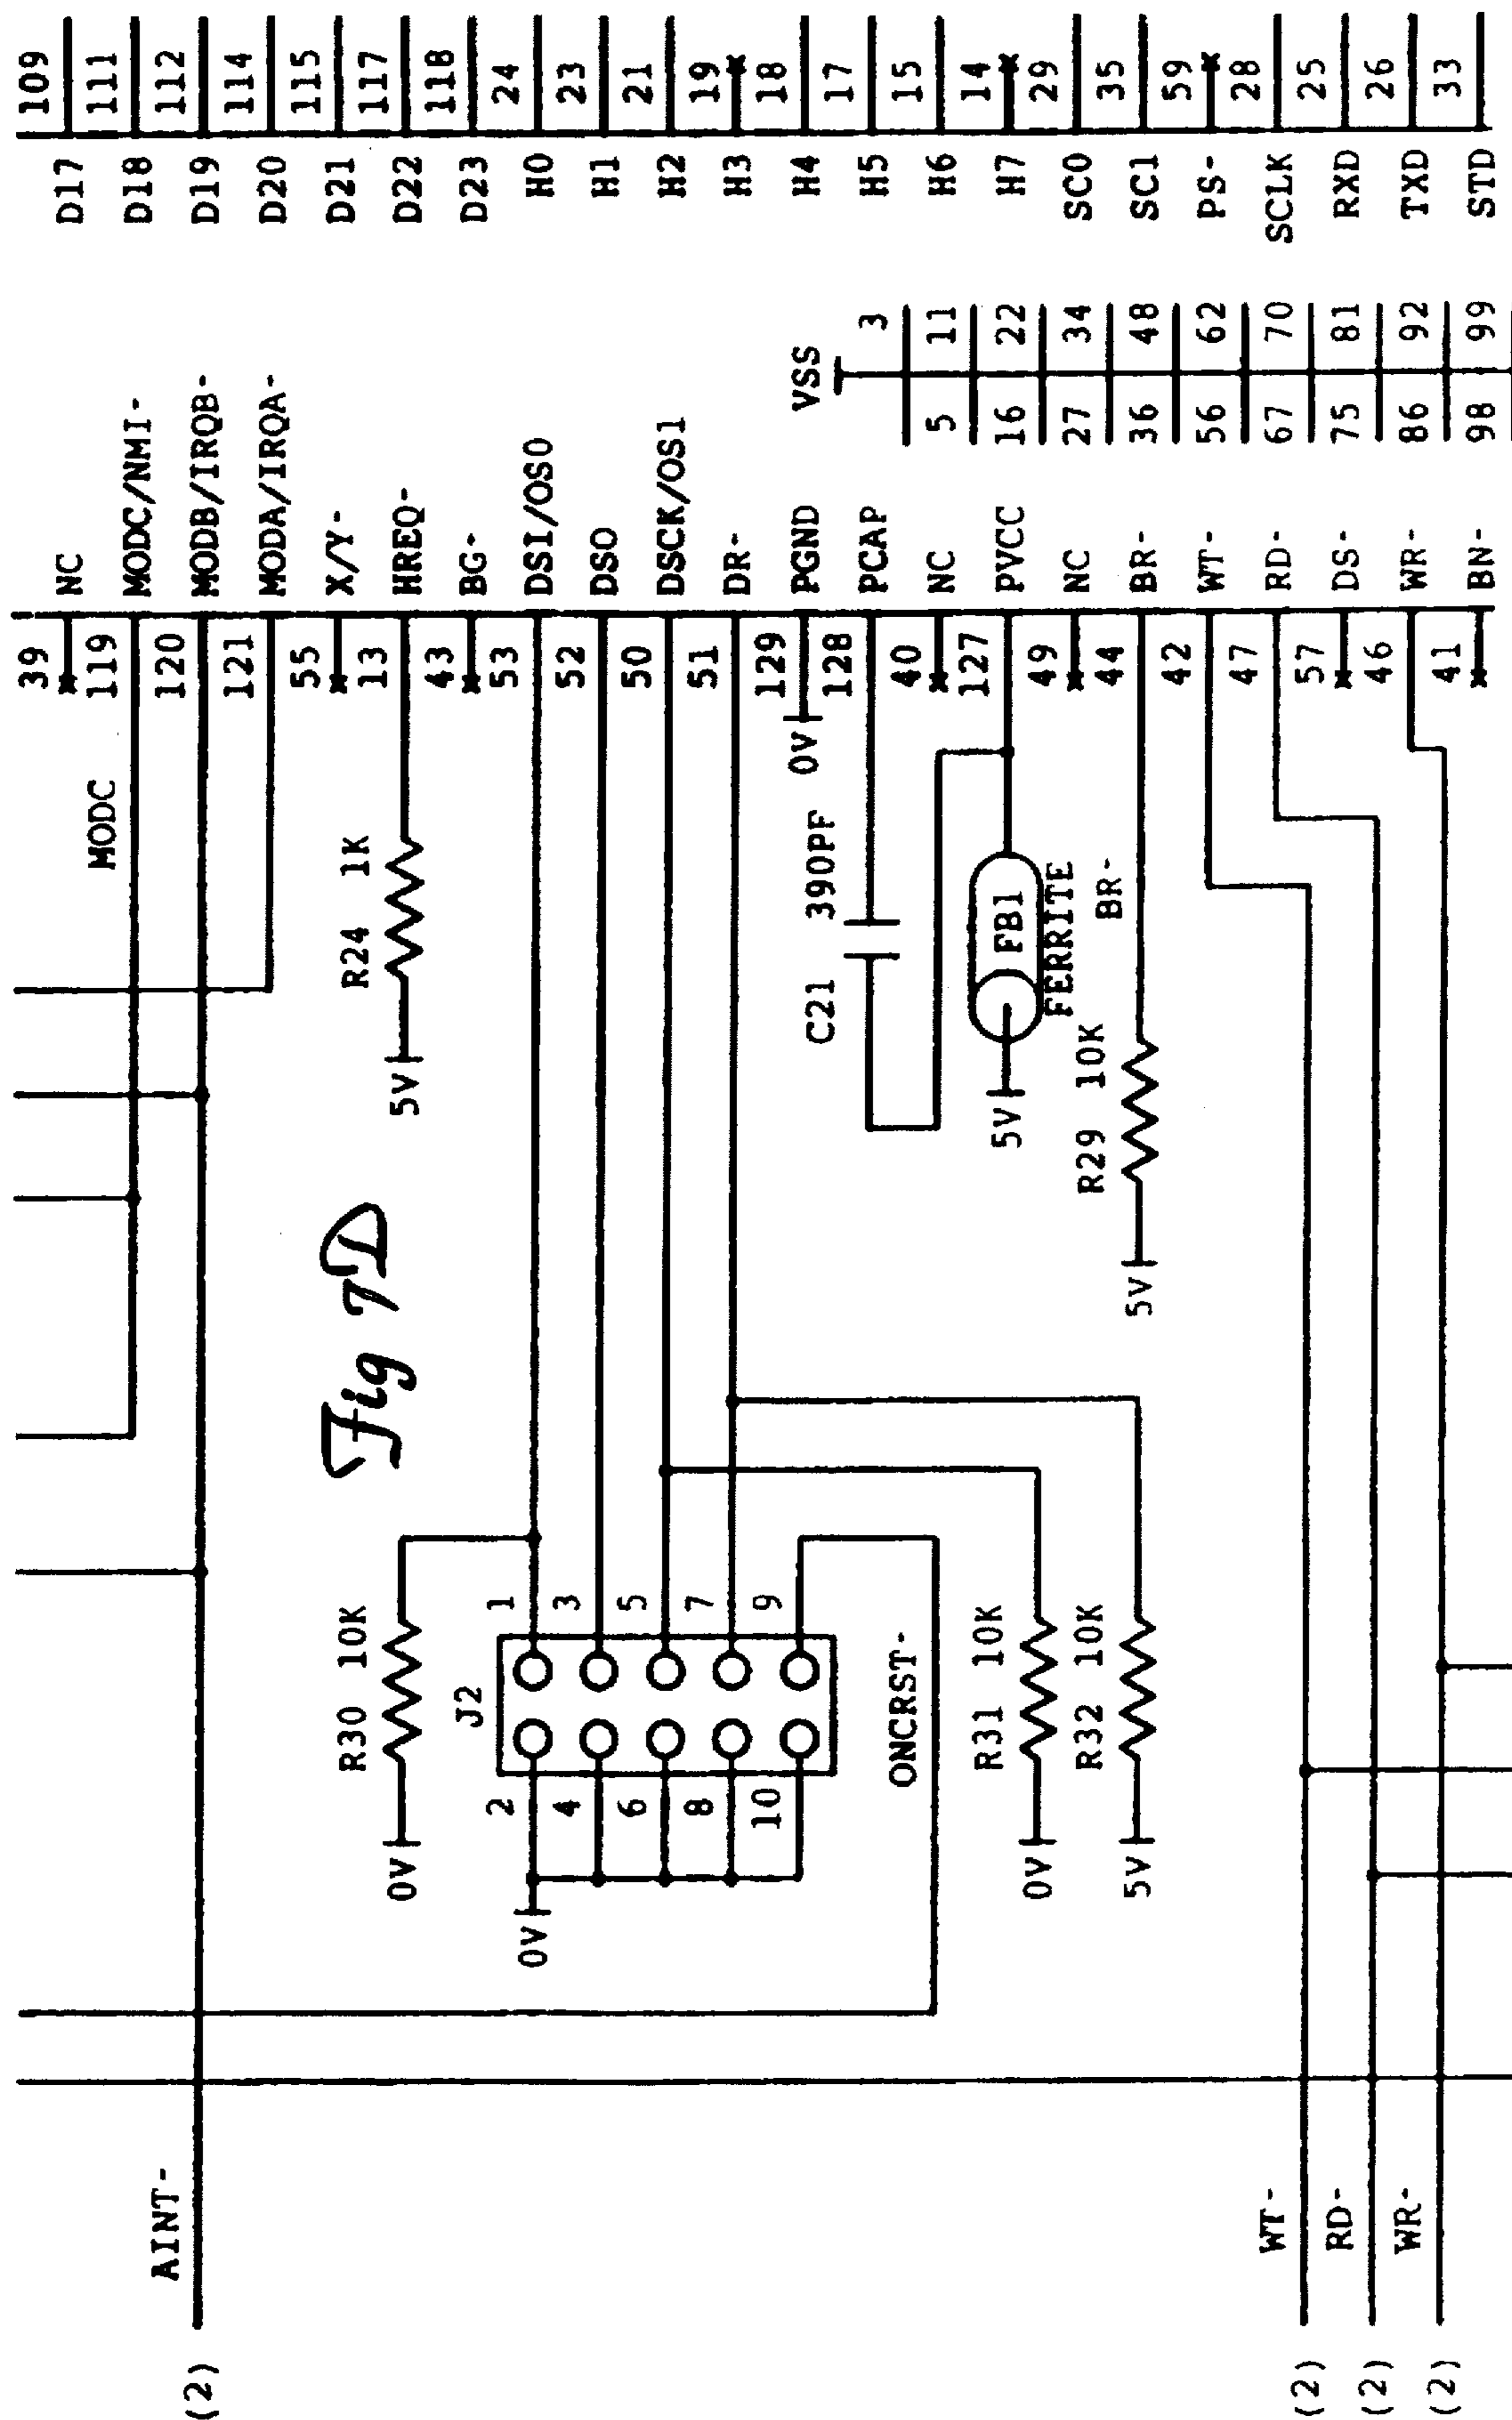 39 109
NC D17
MODC 119 111
MODC/NMI- D18
AINT- 120 112
(2) MODB/IRQB- D19
121 114
MODA/IRQA- D20
55 115
X/Y- D21
R30 10K Fig 7D R24 1K 13 117
0V 5V HREQ- D22
43 118
J2 BG- D23
2 1 53 24
0V DSI/OS0 H0
4 3 52 23
DSO H1
6 5 50 21
DSCK/OS1 H2
8 7 51 19
DR- H3
10 9 129 18
0V PGND VSS H4
C21 390PF 128 17
PCAP 3 H5
ONCRST- 40 15
NC 5 11 H6
R31 10K 127 14
5V FB1 PVCC 16 22 H7
0V FERRITE 49 29
NC 27 34 SC0
R32 10K R29 10K BR- 44 35
5V 5V BR- 36 48 SC1
42 59
WT- 56 62 PS-
47 28
WT- RD- 67 70 SCLK
(2) 57 25
RD- DS- 75 81 RXD
(2) 46 26
WR- WR- 86 92 TXD
(2) 41 33
BN- 98 99 STD